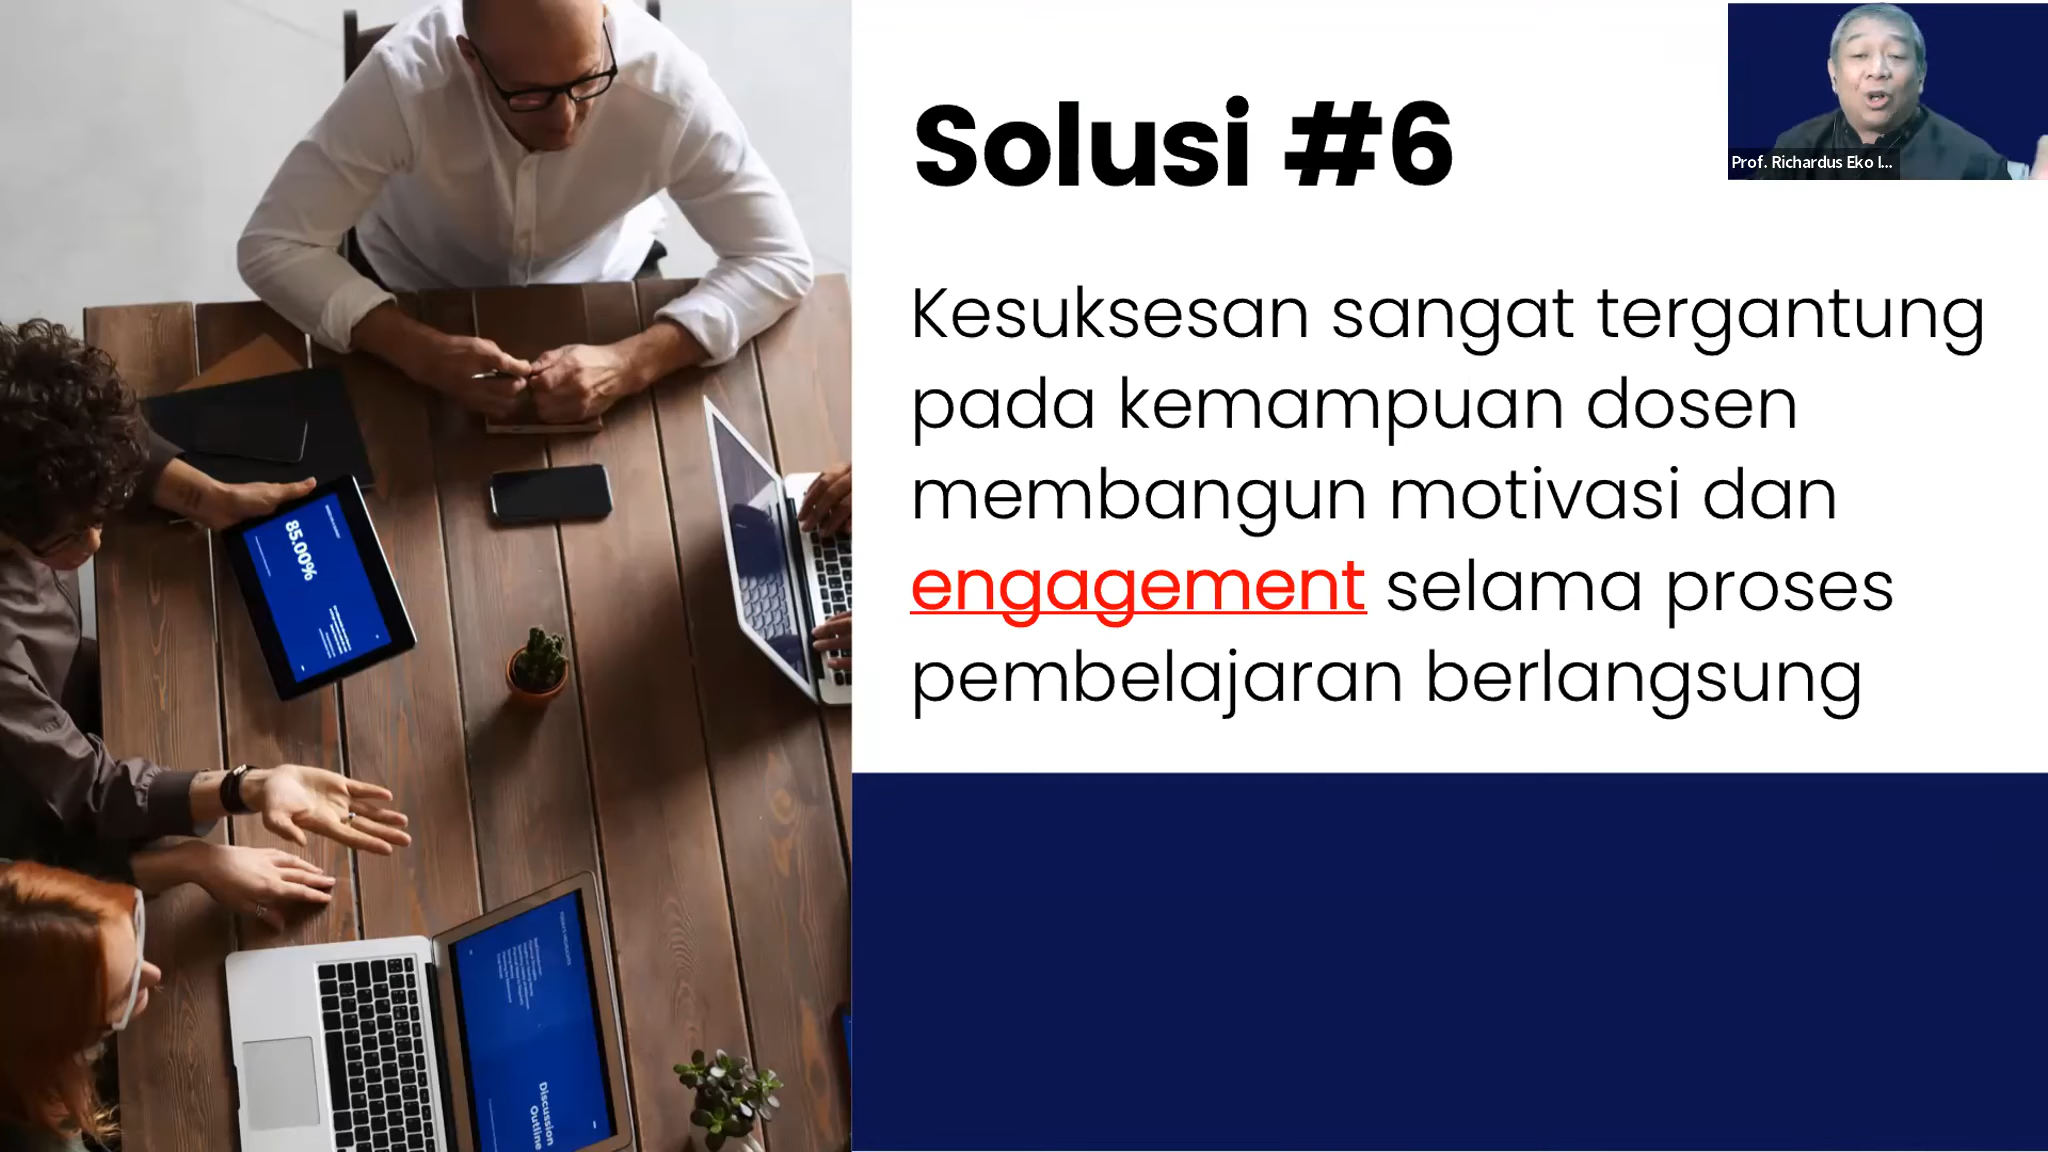 Solusi #6
Prof. Richardus Eko I...
Kesuksesan sangat tergantung
pada kemampuan dosen
membangun motivasi dan
engagement selama proses
pembelajaran berlangsung
85.00%
Discussion
Outline